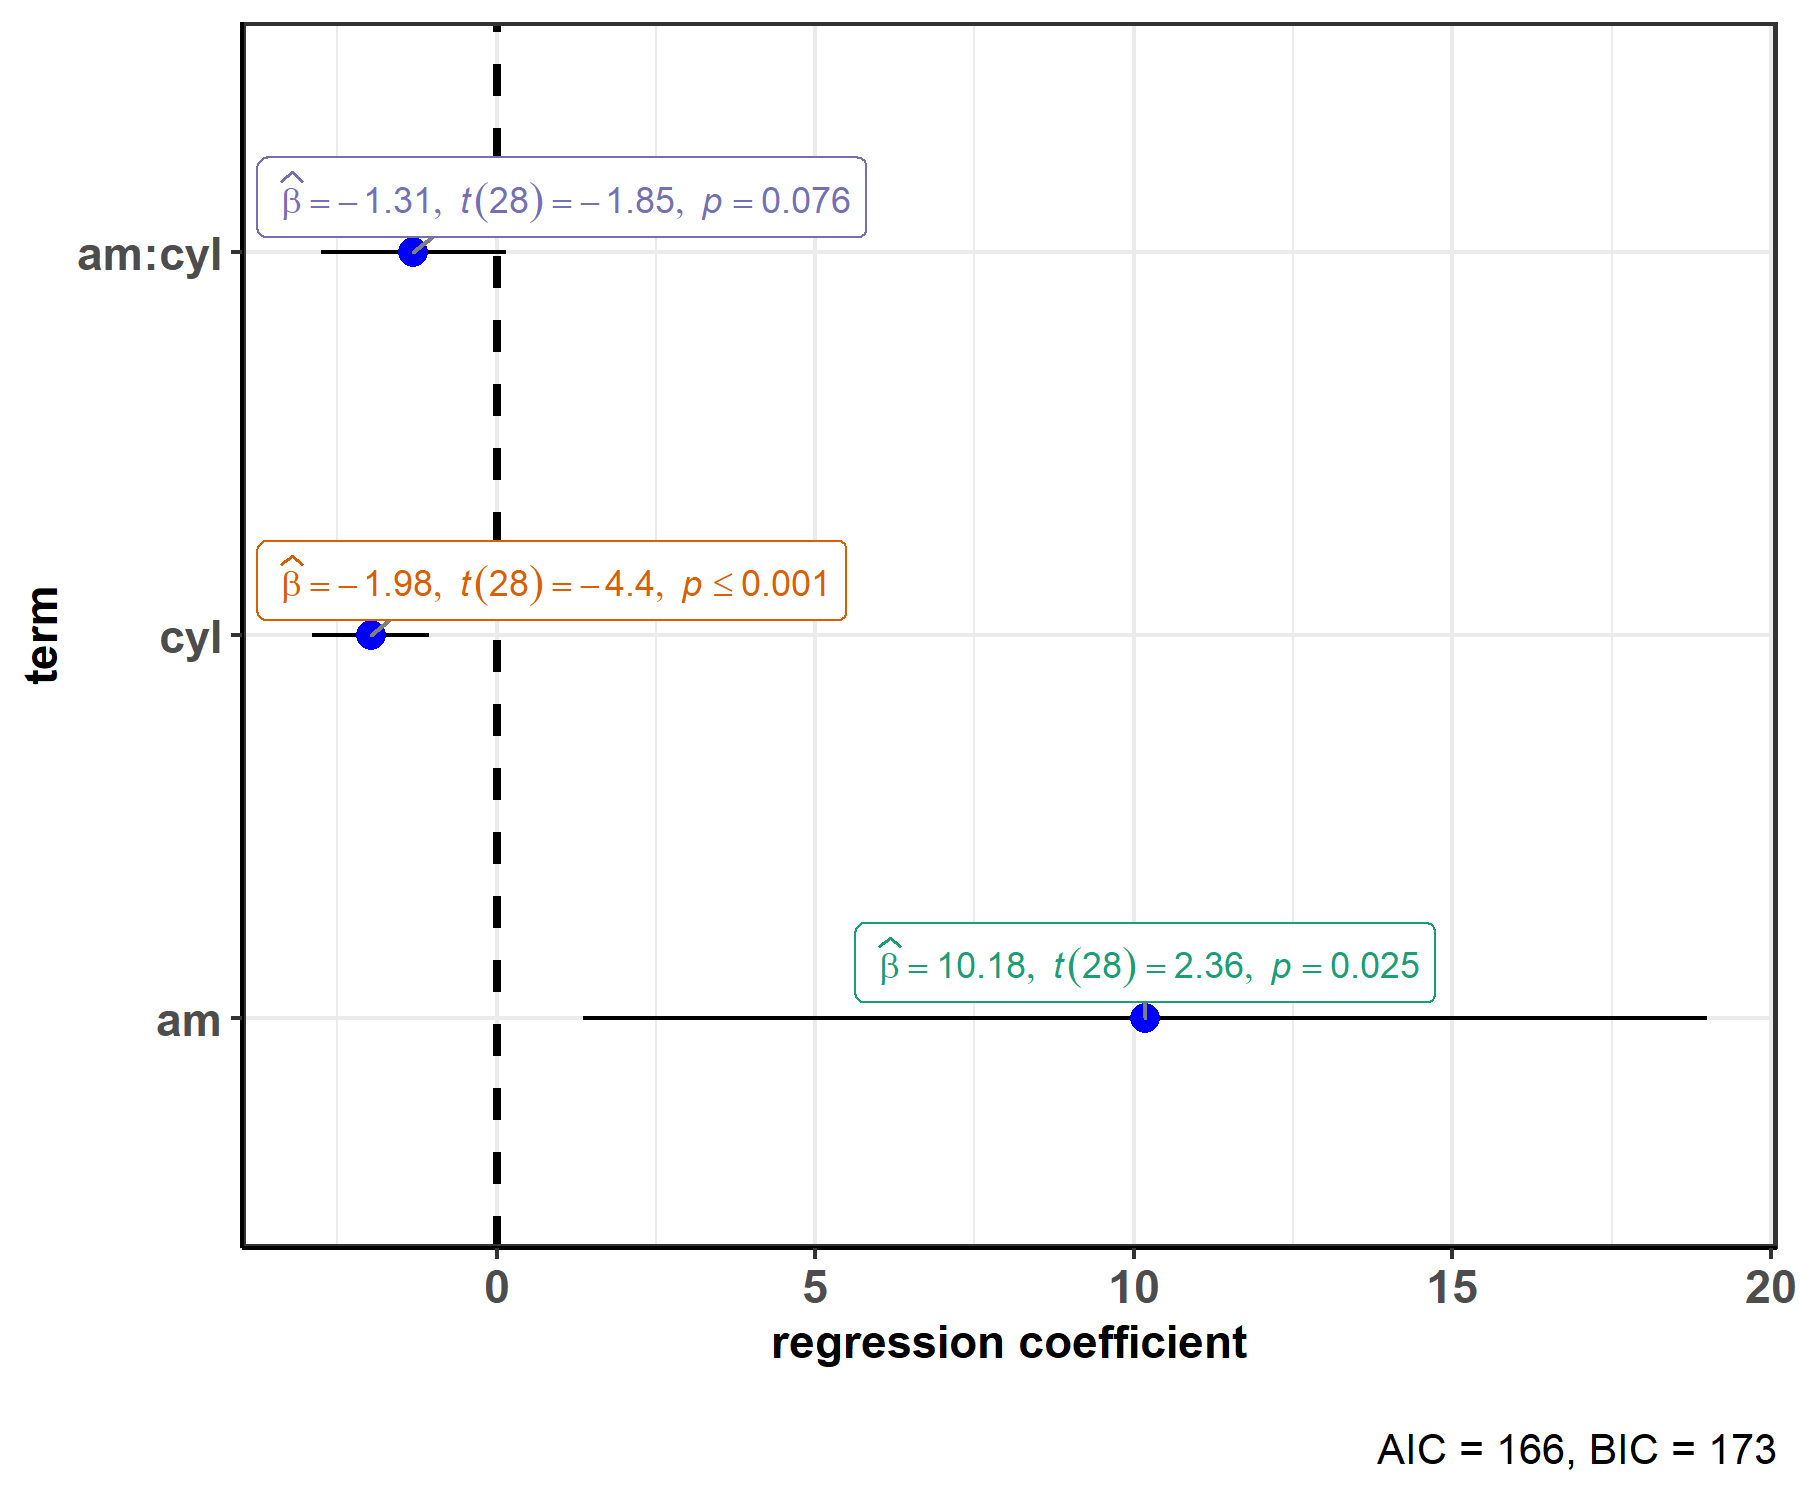 β̂ = −1.31, t(28) = −1.85, p = 0.076
am:cyl
β̂ = −1.98, t(28) = −4.4, p ≤ 0.001
cyl
term
β̂ = 10.18, t(28) = 2.36, p = 0.025
am
0 5 10 15 20
regression coefficient
AIC = 166, BIC = 173